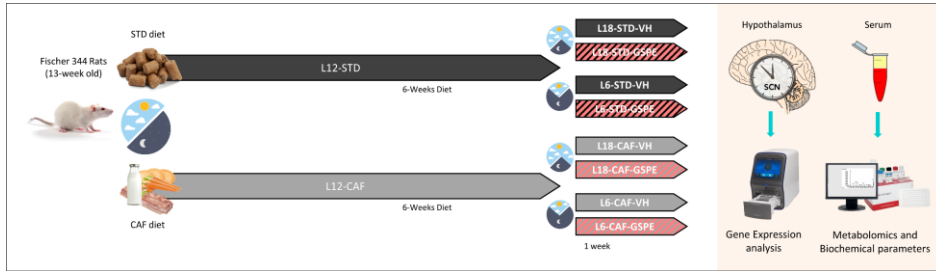 STD diet
Fischer 344 Rats
(13-week old)
L12-STD
6-Weeks Diet
L18-STD-VH
L18-STD-GSPE
L6-STD-VH
L6-STD-GSPE
CAF diet
L12-CAF
6-Weeks Diet
L18-CAF-VH
L18-CAF-GSPE
L6-CAF-VH
L6-CAF-GSPE
1 week
Hypothalamus
SCN
Gene Expression
analysis
Serum
Metabolomics and
Biochemical parameters